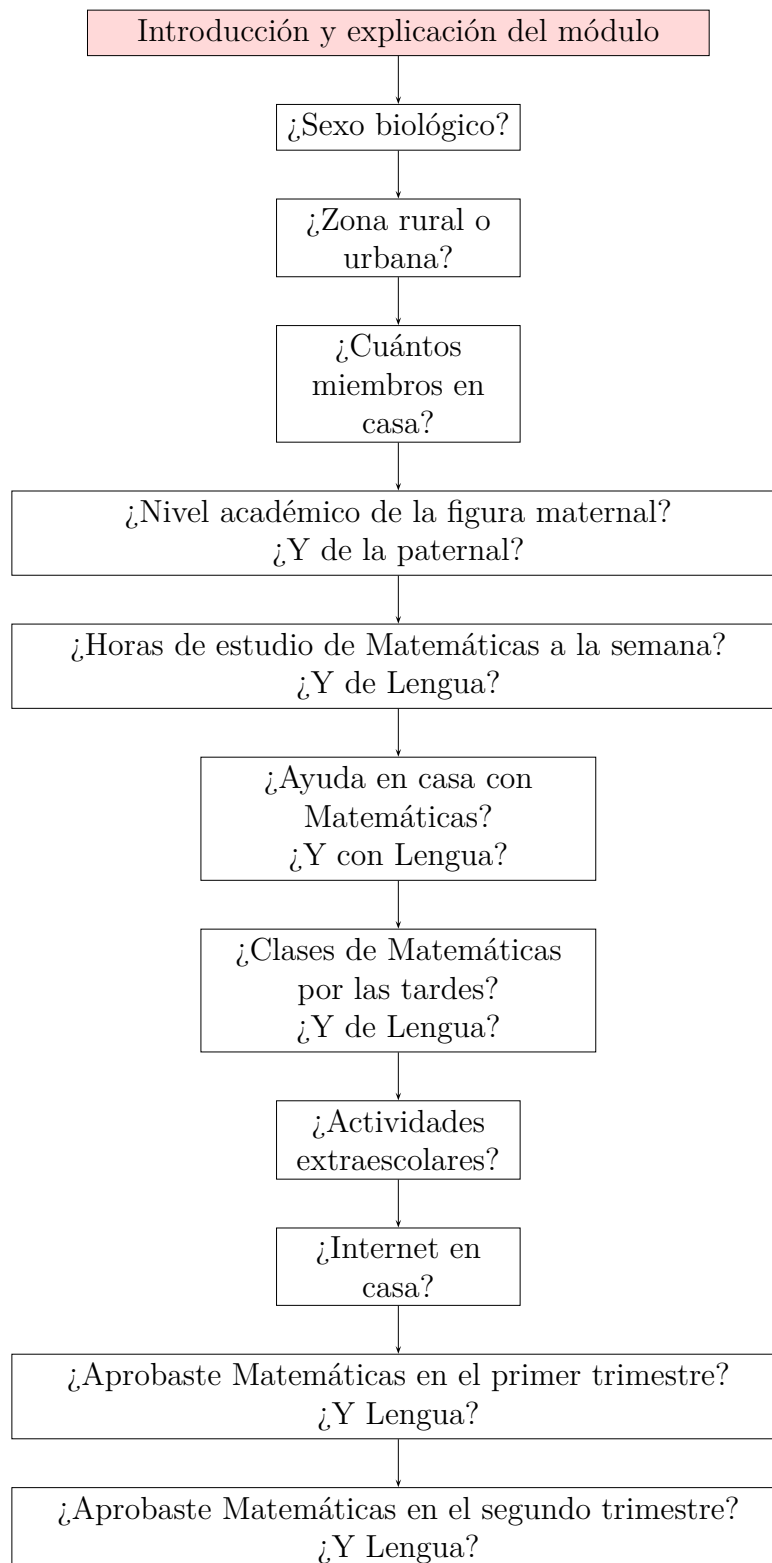 Introducción y explicación del módulo
¿Sexo biológico?
¿Zona rural o
urbana?
¿Cuántos
miembros en
casa?
¿Nivel académico de la figura maternal?
¿Y de la paternal?
¿Horas de estudio de Matemáticas a la semana?
¿Y de Lengua?
¿Ayuda en casa con
Matemáticas?
¿Y con Lengua?
¿Clases de Matemáticas
por las tardes?
¿Y de Lengua?
¿Actividades
extraescolares?
¿Internet en
casa?
¿Aprobaste Matemáticas en el primer trimestre?
¿Y Lengua?
¿Aprobaste Matemáticas en el segundo trimestre?
¿Y Lengua?